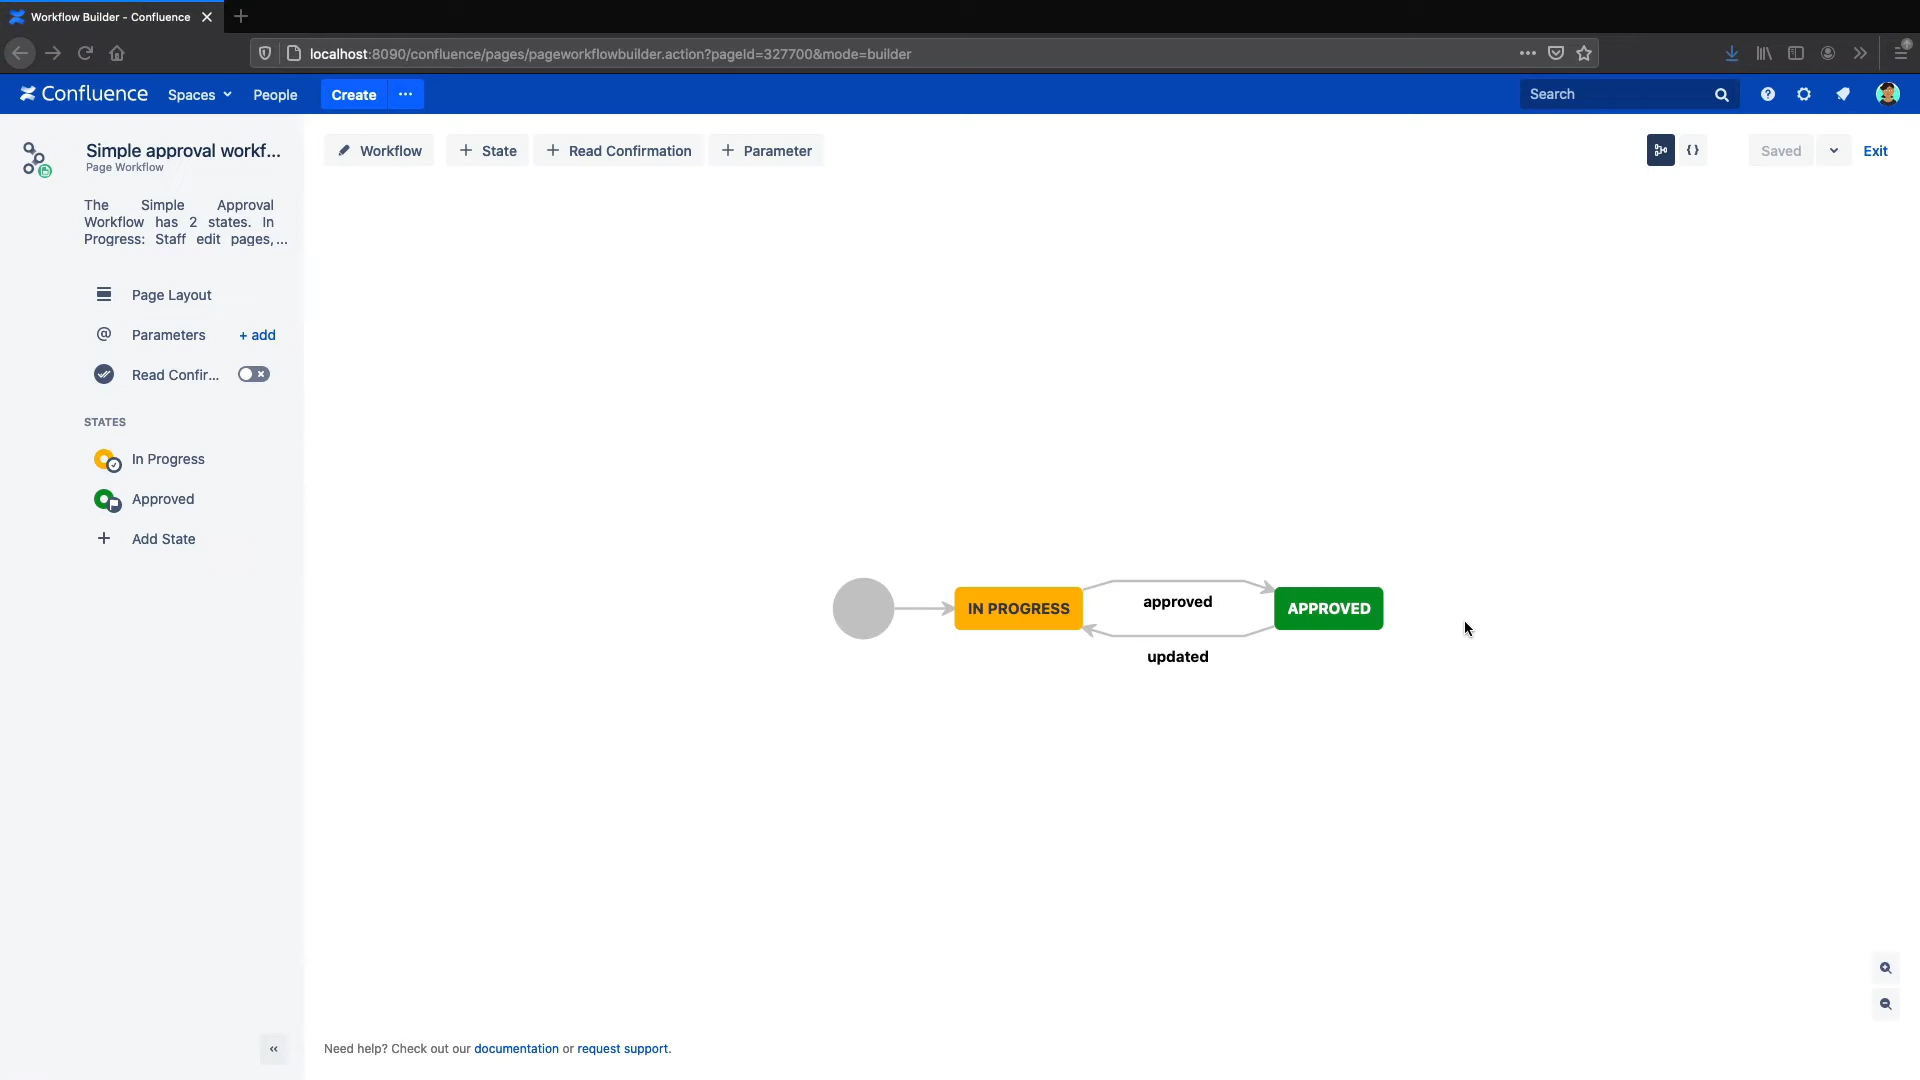 Workflow Builder - Confluence
localhost:8090/confluence/pages/pageworkflowbuilder.action?pageId=327700&mode=builder
Confluence Spaces People Create Search
Simple approval workf...
Page Workflow
The Simple Approval
Workflow has 2 states. In
Progress: Staff edit pages,...
Page Layout
@ Parameters + add
Read Confir...
STATES
In Progress
Approved
+ Add State
Workflow + State + Read Confirmation + Parameter { } Saved Exit
IN PROGRESS approved APPROVED
updated
Need help? Check out our documentation or request support.